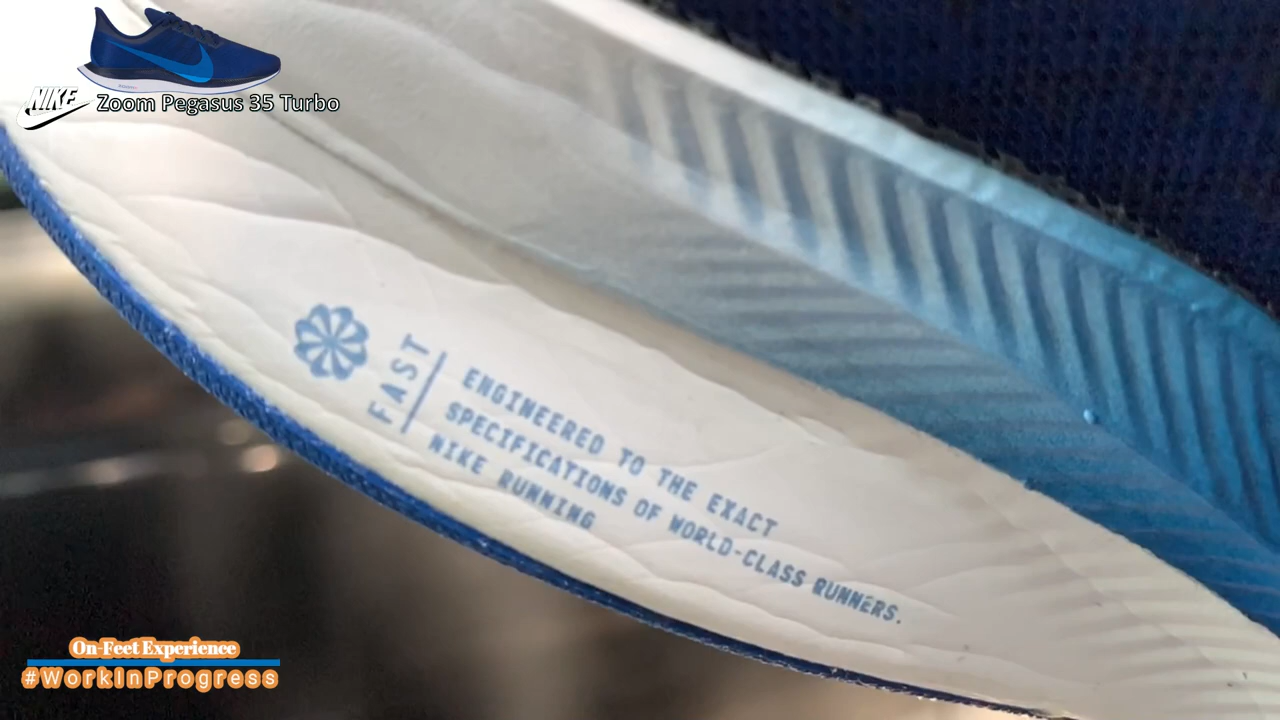 NIKE
Zoom Pegasus 35 Turbo
FAST
ENGINEERED TO THE EXACT
SPECIFICATIONS OF WORLD-CLASS RUNNERS.
NIKE RUNNING
On-Feet Experience
#WorkInProgress